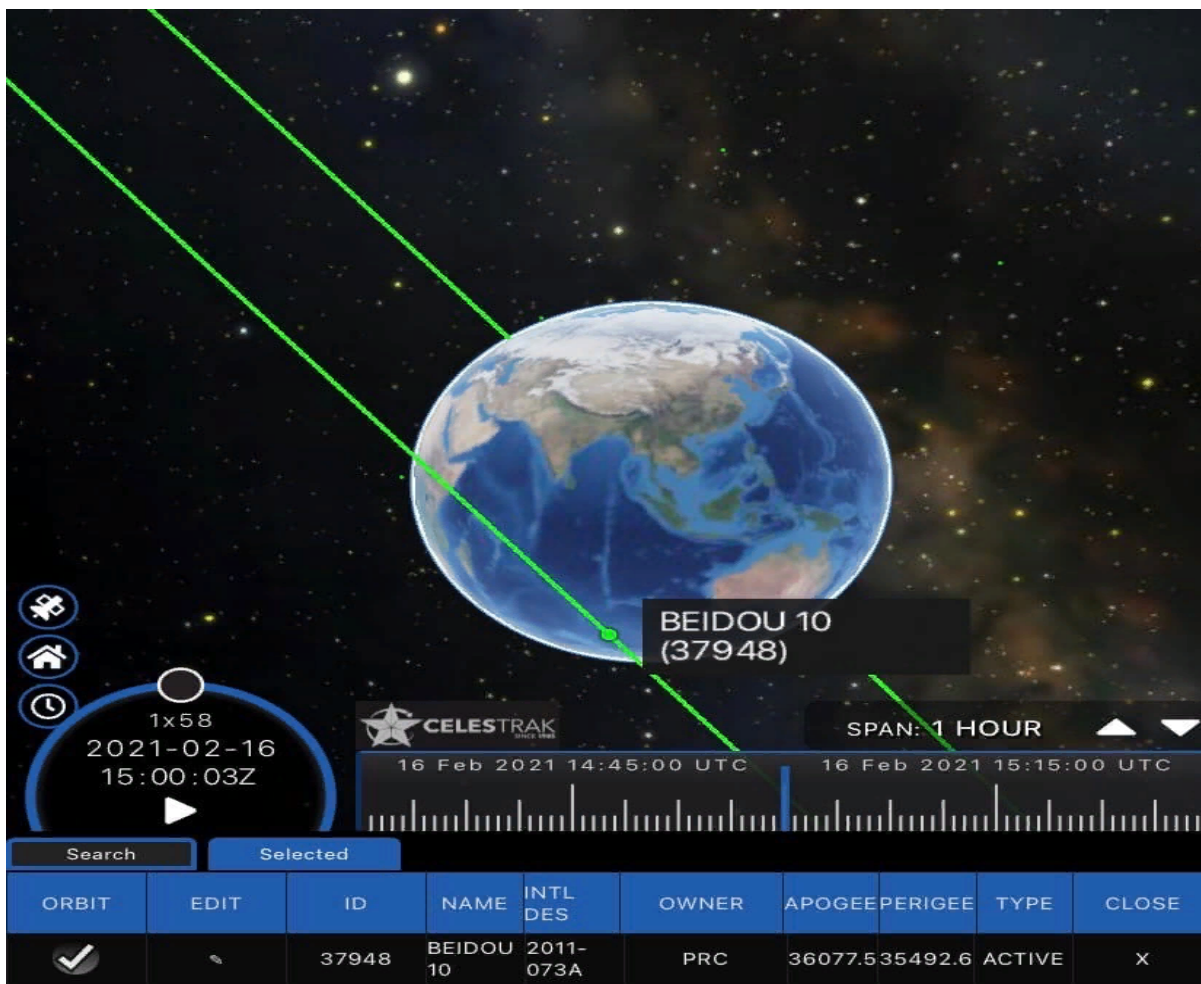 BEIDOU 10
(37948)
1x58
2021-02-16
15:00:03Z
CELESTRAK
SINCE 1985
SPAN: 1 HOUR
16 Feb 2021 14:45:00 UTC
16 Feb 2021 15:15:00 UTC
Search
Selected
ORBIT EDIT ID NAME INTL DES OWNER APOGEE PERIGEE TYPE CLOSE
37948 BEIDOU 10 2011-073A PRC 36077.5 35492.6 ACTIVE X